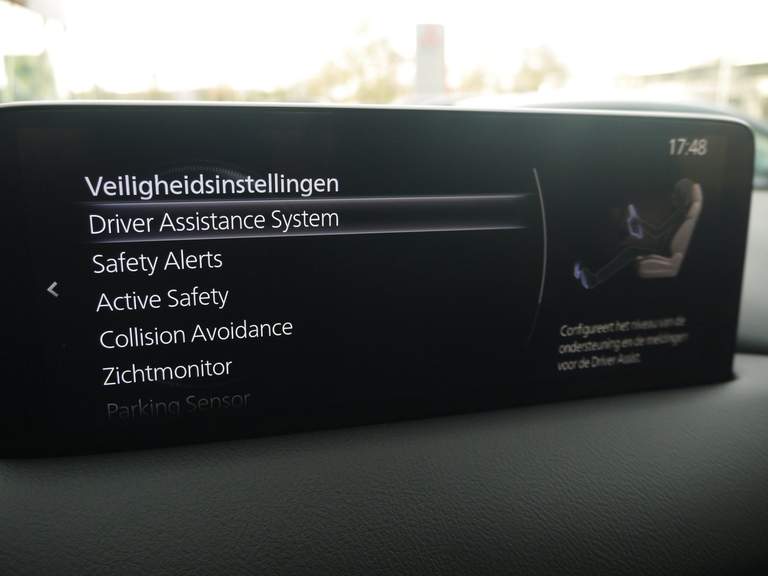 17:48
Veiligheidsinstellingen
Driver Assistance System
Safety Alerts
Active Safety
Collision Avoidance
Zichtmonitor
Parking Sensor
Configureert het niveau van de
ondersteuning en de meldingen
voor de Driver Assist.